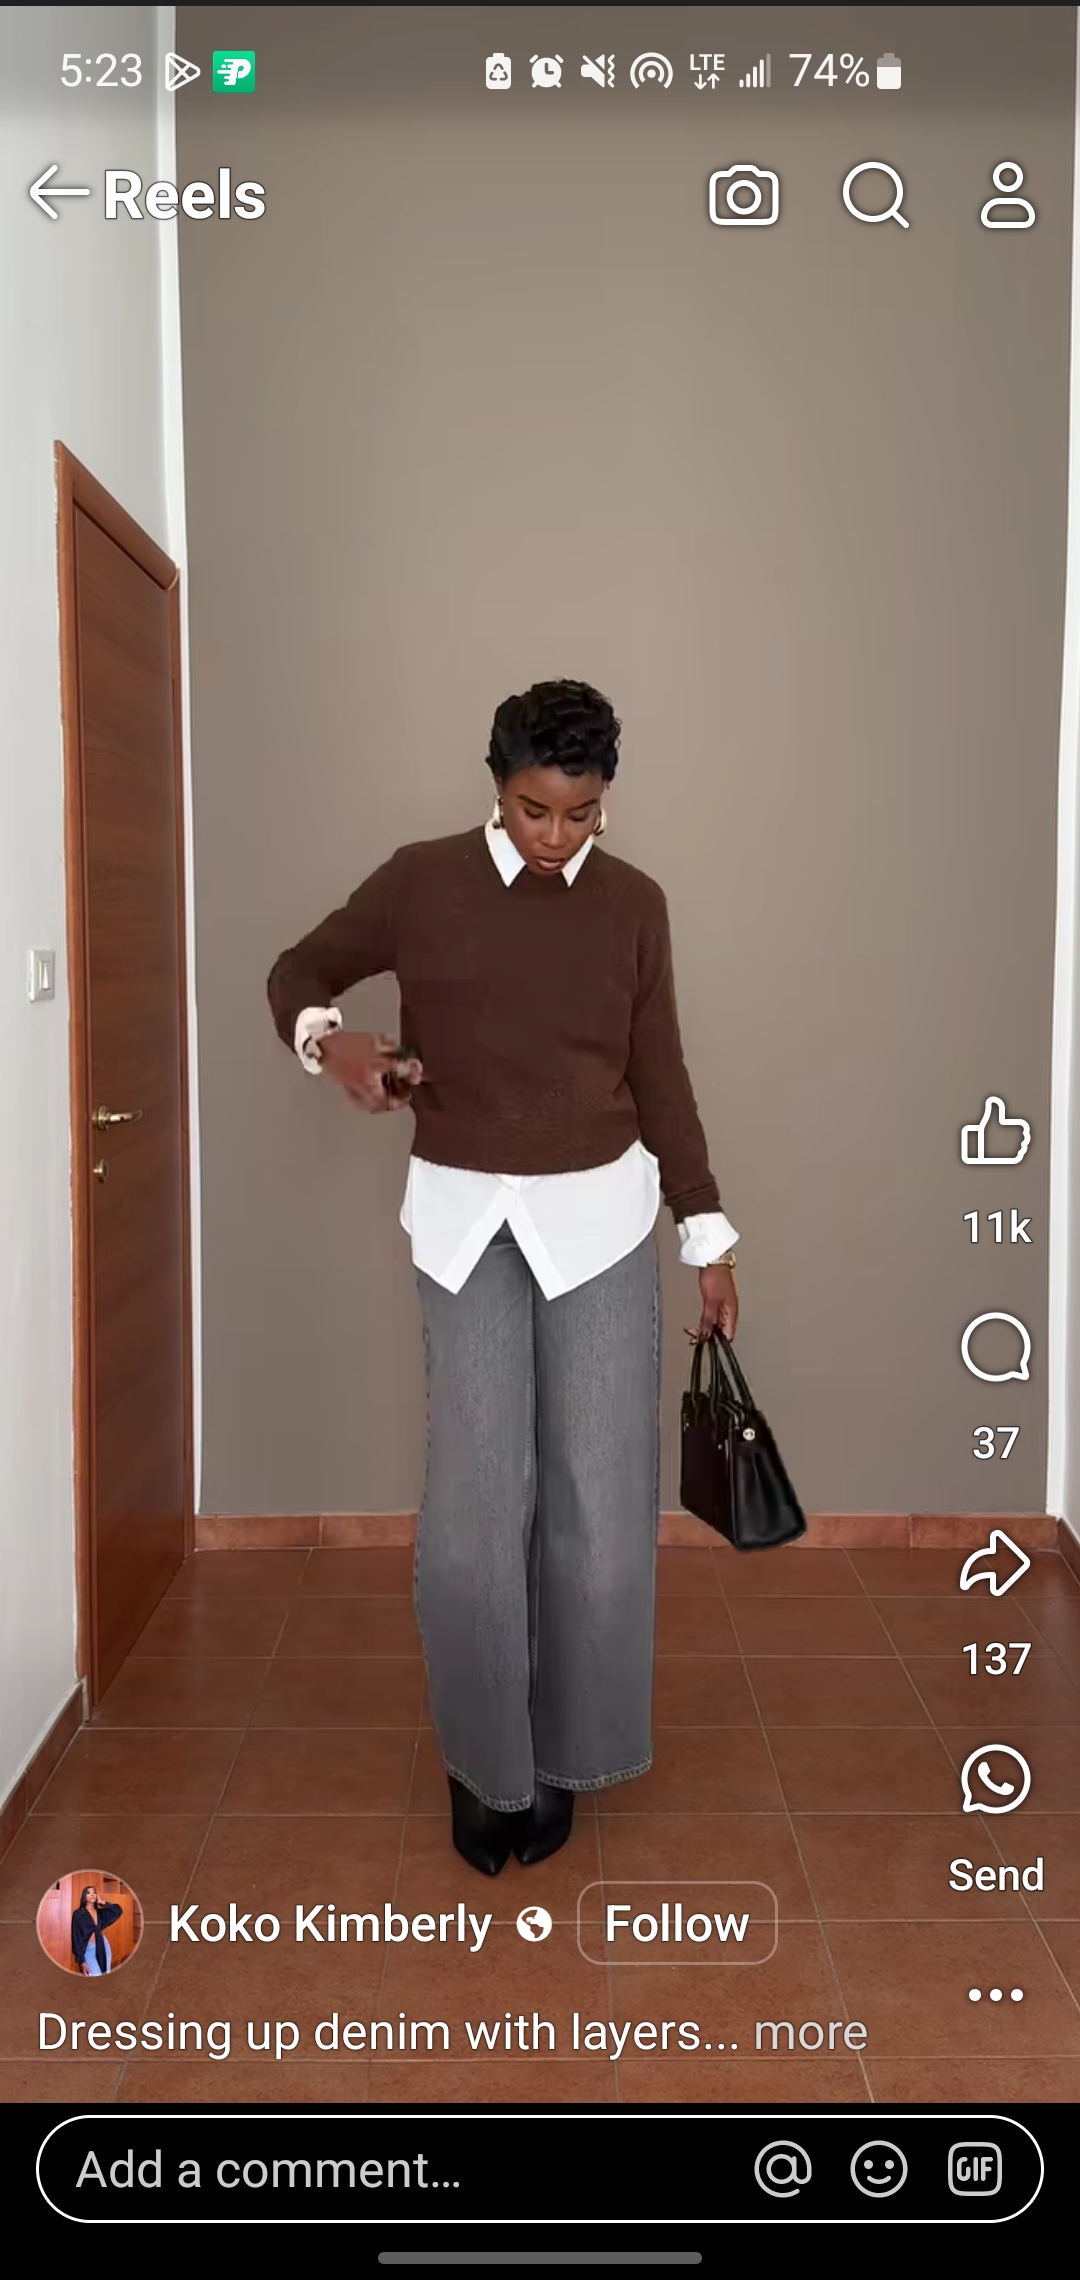 5:23
LTE
74%
Reels
11k
37
137
Send
Koko Kimberly
Follow
Dressing up denim with layers... more
Add a comment...
GIF